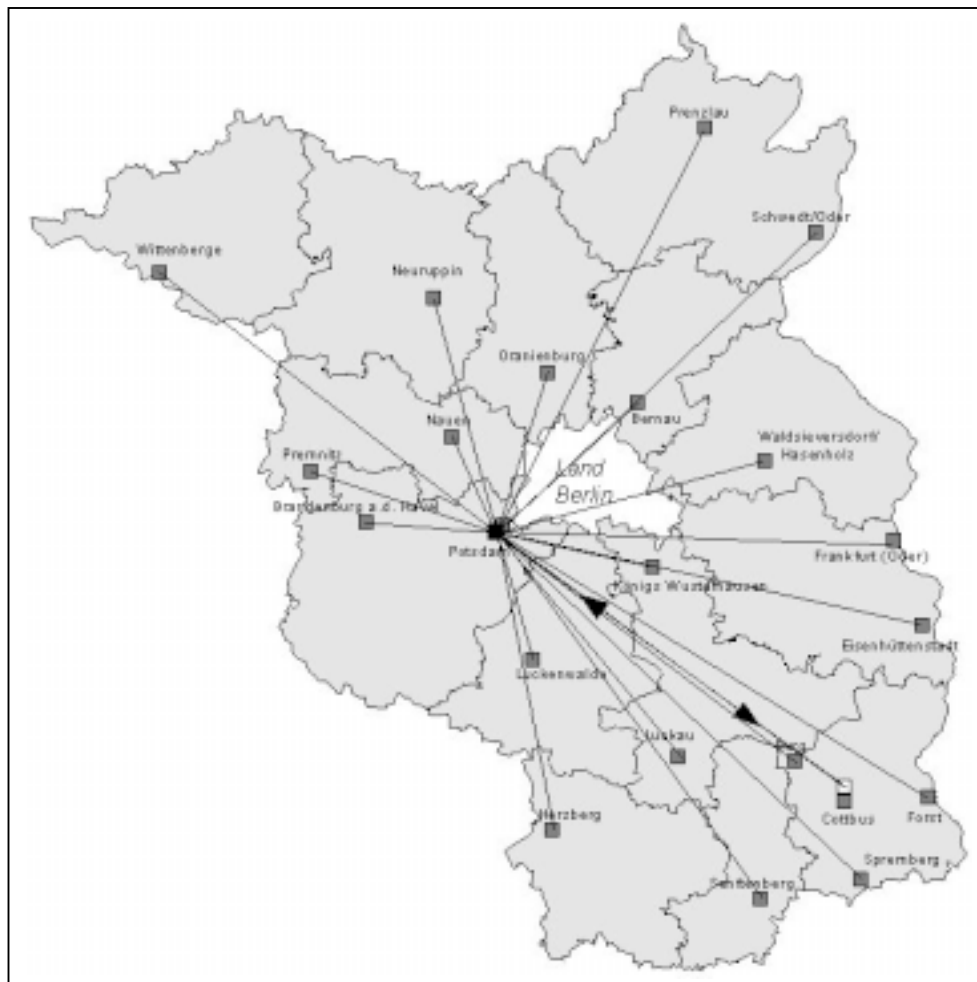 Prenzlau
Schwedt/Oder
Wittenberge
Neuruppin
Oranienburg
Bernau
Nauen
Waldsieversdorf/
Hasenholz
Premnitz
Land
Berlin
Brandenburg a.d. Havel
Potsdam
Frankfurt (Oder)
Königs Wusterhausen
Eisenhüttenstadt
Luckenwalde
Luckau
Herzberg
Cottbus
Forst
Spremberg
Senftenberg